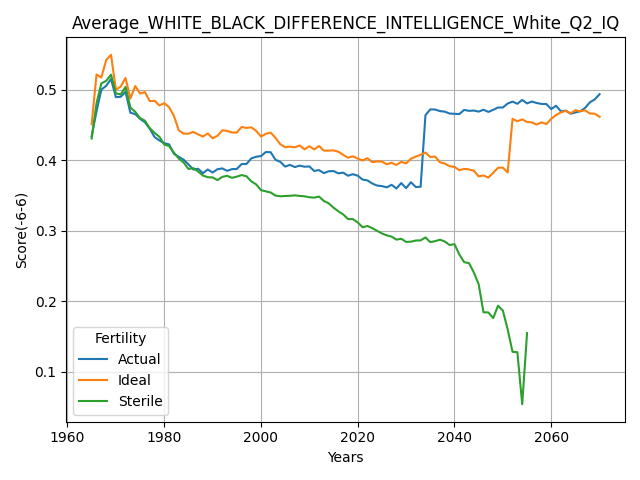 Average_WHITE_BLACK_DIFFERENCE_INTELLIGENCE_White_Q2_IQ
Score(-6-6)
0.5
0.4
0.3
0.2
0.1
Fertility
Actual
Ideal
Sterile
1960
1980
2000
2020
2040
2060
Years